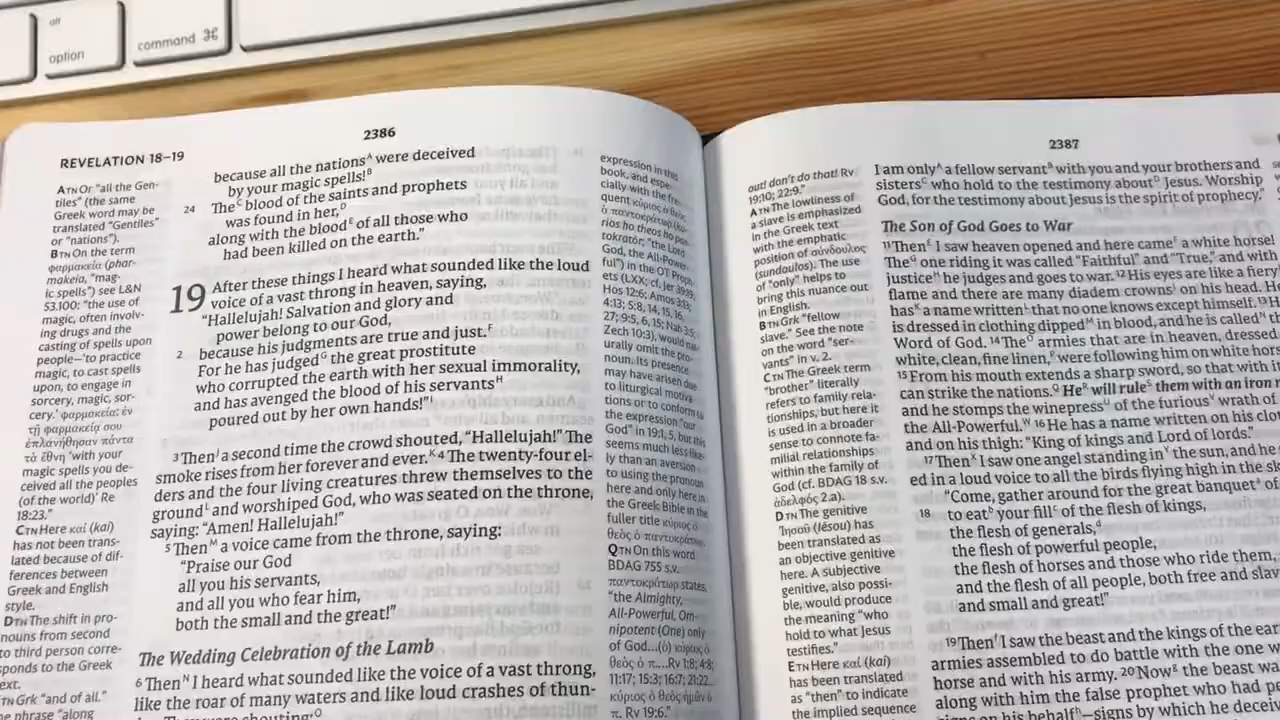 alt
option
command ⌘
2386
REVELATION 18–19
A TN Or "all the Gen-
tiles" (the same
Greek word may be
translated "Gentiles"
or "nations").
B TN On the term
φαρμακεία (phar-
makeia, "mag-
ic spells") see L&N
53.100: "the use of
magic, often involv-
ing drugs and the
casting of spells upon
people—'to practice
magic, to cast spells
upon, to engage in
sorcery, magic, sor-
cery.' φαρμακεία: ἐν
τῇ φαρμακείᾳ σου
ἐπλανήθησαν πάντα
τὰ ἔθνη 'with your
magic spells you de-
ceived all the peoples
(of the world)' Re
18:23."
C TN Here καί (kai)
has not been trans-
lated because of dif-
ferences between
Greek and English
style.
D TN The shift in pro-
nouns from second
to third person corre-
sponds to the Greek
text.
TN Grk "and of all."
phrase "along
because all the nationsA were deceived
by your magic spells!B
24 TheC blood of the saints and prophets
was found in her,D
along with the bloodE of all those who
had been killed on the earth."
19 After these things I heard what sounded like the loud
voice of a vast throng in heaven, saying,
"Hallelujah! Salvation and glory and
power belong to our God,
2 because his judgments are true and just.F
For he has judgedG the great prostitute
who corrupted the earth with her sexual immorality,
and has avenged the blood of his servantsH
poured out by her own hands!"I
3 ThenJ a second time the crowd shouted, "Hallelujah!" The
smoke rises from her forever and ever.K 4 The twenty-four el-
ders and the four living creatures threw themselves to the
groundL and worshiped God, who was seated on the throne,
saying: "Amen! Hallelujah!"
5 ThenM a voice came from the throne, saying:
"Praise our God
all you his servants,
and all you who fear him,
both the small and the great!"
The Wedding Celebration of the Lamb
6 ThenN I heard what sounded like the voice of a vast throng,
like the roar of many waters and like loud crashes of thun-
were shouting:O
expression in this
book, and espe-
cially with the fre-
quent κύριος ὁ θεὸς
ὁ παντοκράτωρ (ku-
rios ho theos ho pan-
tokratōr; "the Lord
God, the All-Power-
ful") in the OT Proph-
ets (LXX; cf. Jer 39:19,
Hos 12:6; Amos 3:13,
4:13; 5:8, 14, 15, 16,
27; 9:5, 6, 15; Nah 3:5;
Zech 10:3), would nat-
urally omit the pro-
noun. Its presence
may have arisen due
to liturgical motiva-
tions or to conform to
the expression "our
God" in 19:1, 5, but this
seems much less like-
ly than an aversion
to using the pronoun
here and only here in
the Greek Bible in the
fuller title κύριος ὁ
θεὸς ὁ παντοκράτωρ.
Q TN On this word
BDAG 755 s.v.
παντοκράτωρ states,
"the Almighty,
All-Powerful, Om-
nipotent (One) only
of God...(ὁ) κύριος ὁ
θεὸς ὁ π....Rv 1:8; 4:8;
11:17; 15:3; 16:7; 21:22...
κύριος ὁ θεὸς ἡμῶν ὁ
π. Rv 19:6."
2387
out! don't do that! Rv
19:10; 22:9."
A TN The lowliness of
a slave is emphasized
in the Greek text
with the emphatic
position of σύνδουλος
(sundoulos). The use
of "only" helps to
bring this nuance out
in English.
B TN Grk "fellow
slave." See the note
on the word "ser-
vants" in v. 2.
C TN The Greek term
"brother" literally
refers to family rela-
tionships, but here it
is used in a broader
sense to connote fa-
milial relationships
within the family of
God (cf. BDAG 18 s.v.
ἀδελφός 2.a).
D TN The genitive
Ἰησοῦ (Iēsou) has
been translated as
an objective genitive
here. A subjective
genitive, also possi-
ble, would produce
the meaning "who
hold to what Jesus
testifies."
E TN Here καί (kai)
has been translated
as "then" to indicate
the implied sequence
I am onlyA a fellow servantB with you and your brothers and
sistersC who hold to the testimony aboutD Jesus. Worship
God, for the testimony about Jesus is the spirit of prophecy."
The Son of God Goes to War
11 ThenE I saw heaven opened and here cameF a white horse!
TheG one riding it was called "Faithful" and "True," and with
justiceH he judges and goes to war. 12 His eyes are like a fiery
flame and there are many diadem crownsI on his head. He
hasK a name writtenL that no one knows except himself. 13 H
is dressed in clothing dippedM in blood, and he is calledN th
Word of God. 14 TheO armies that are in heaven, dressed
white, clean, fine linen,P were following him on white hors
15 From his mouth extends a sharp sword, so that with it
can strike the nations.Q HeR will ruleS them with an iron r
and he stomps the winepressU of the furiousV wrath of
the All-Powerful.W 16 He has a name written on his clo
and on his thigh: "King of kings and Lord of lords."
17 ThenX I saw one angel standing inY the sun, and he
ed in a loud voice to all the birds flying high in the sk
"Come, gather around for the great banquetA of
18 to eatB your fillC of the flesh of kings,
the flesh of generals,d
the flesh of powerful people,
the flesh of horses and those who ride them,
and the flesh of all people, both free and slav
and small and great!"
19 Thenf I saw the beast and the kings of the ear
armies assembled to do battle with the one w
horse and with his army. 20 Nowg the beast wa
along with him the false prophet who had pe
signs on his behalfh—signs by which he deceiv